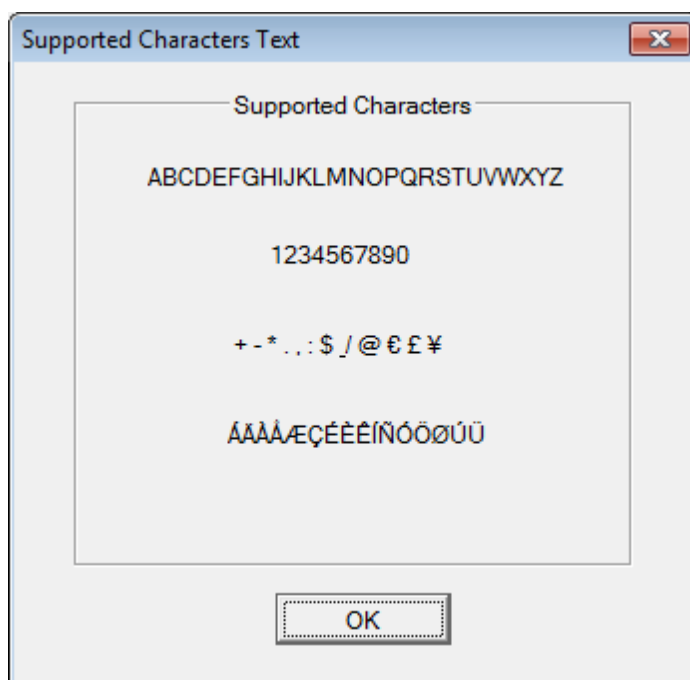 Supported Characters Text
Supported Characters
ABCDEFGHIJKLMNOPQRSTUVWXYZ
1234567890
+ - * . , : $ / @ € £ ¥
ÁÄÀÅÆÇÉÈÊÍÑÓÖØÚÜ
OK